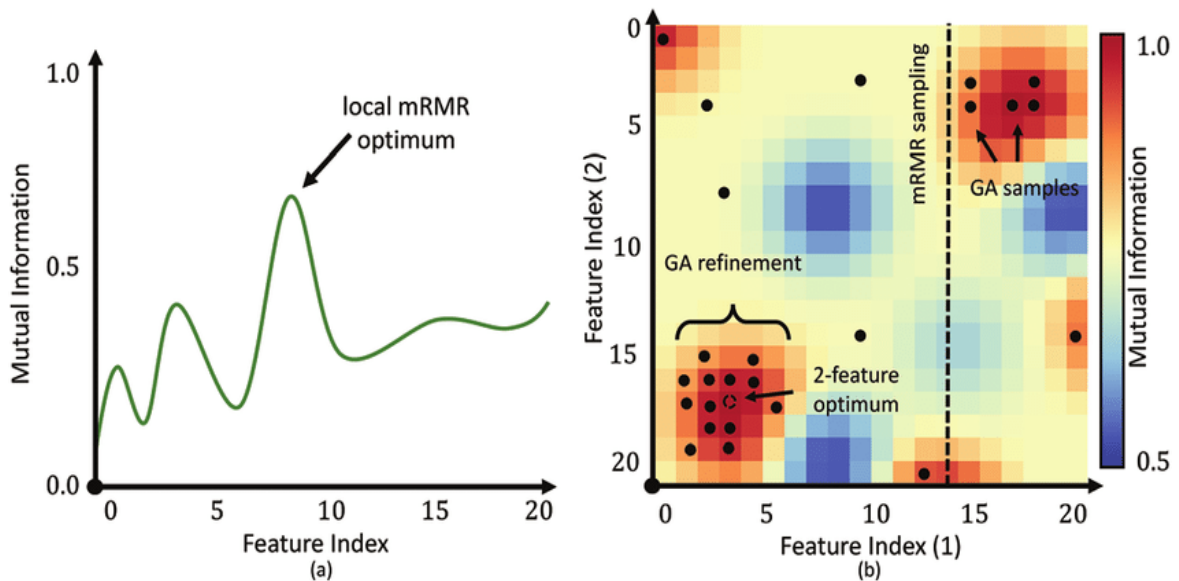 1.0
0.5
0.0
Mutual Information
local mRMR
optimum
0 5 10 15 20
Feature Index
(a)
0
5
10
15
20
Feature Index (2)
mRMR sampling
GA samples
GA refinement
2-feature
optimum
0 5 10 15 20
Feature Index (1)
(b)
1.0
Mutual Information
0.5